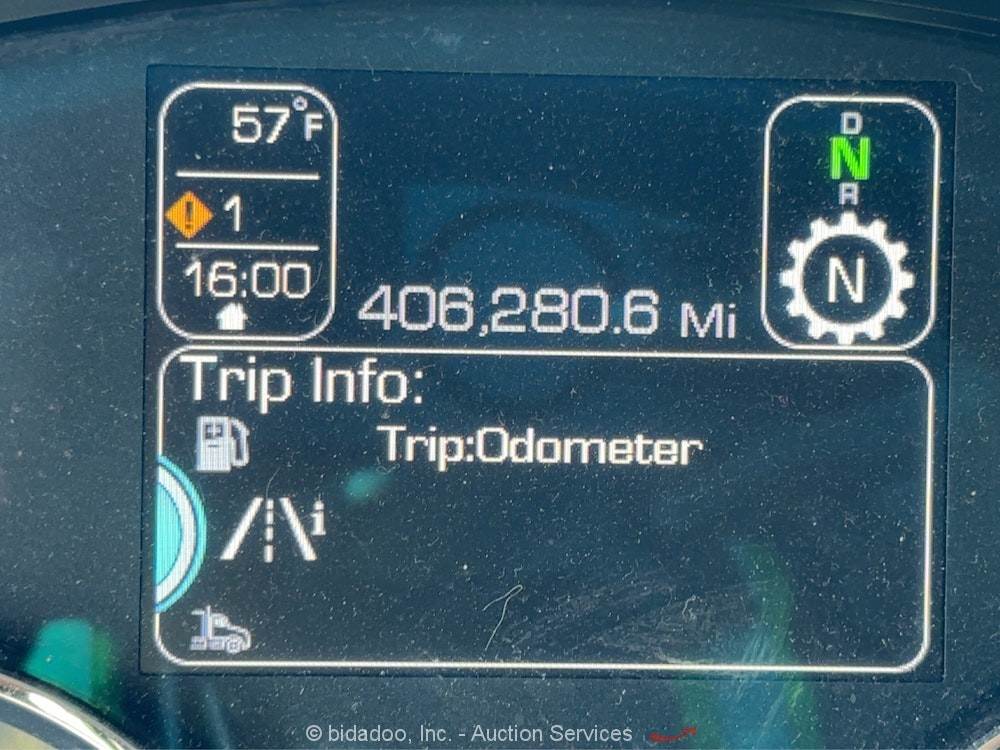 57°F
1
16:00
406,280.6 Mi
D
N
R
N
Trip Info:
Trip:Odometer
i
© bidadoo, Inc. - Auction Services